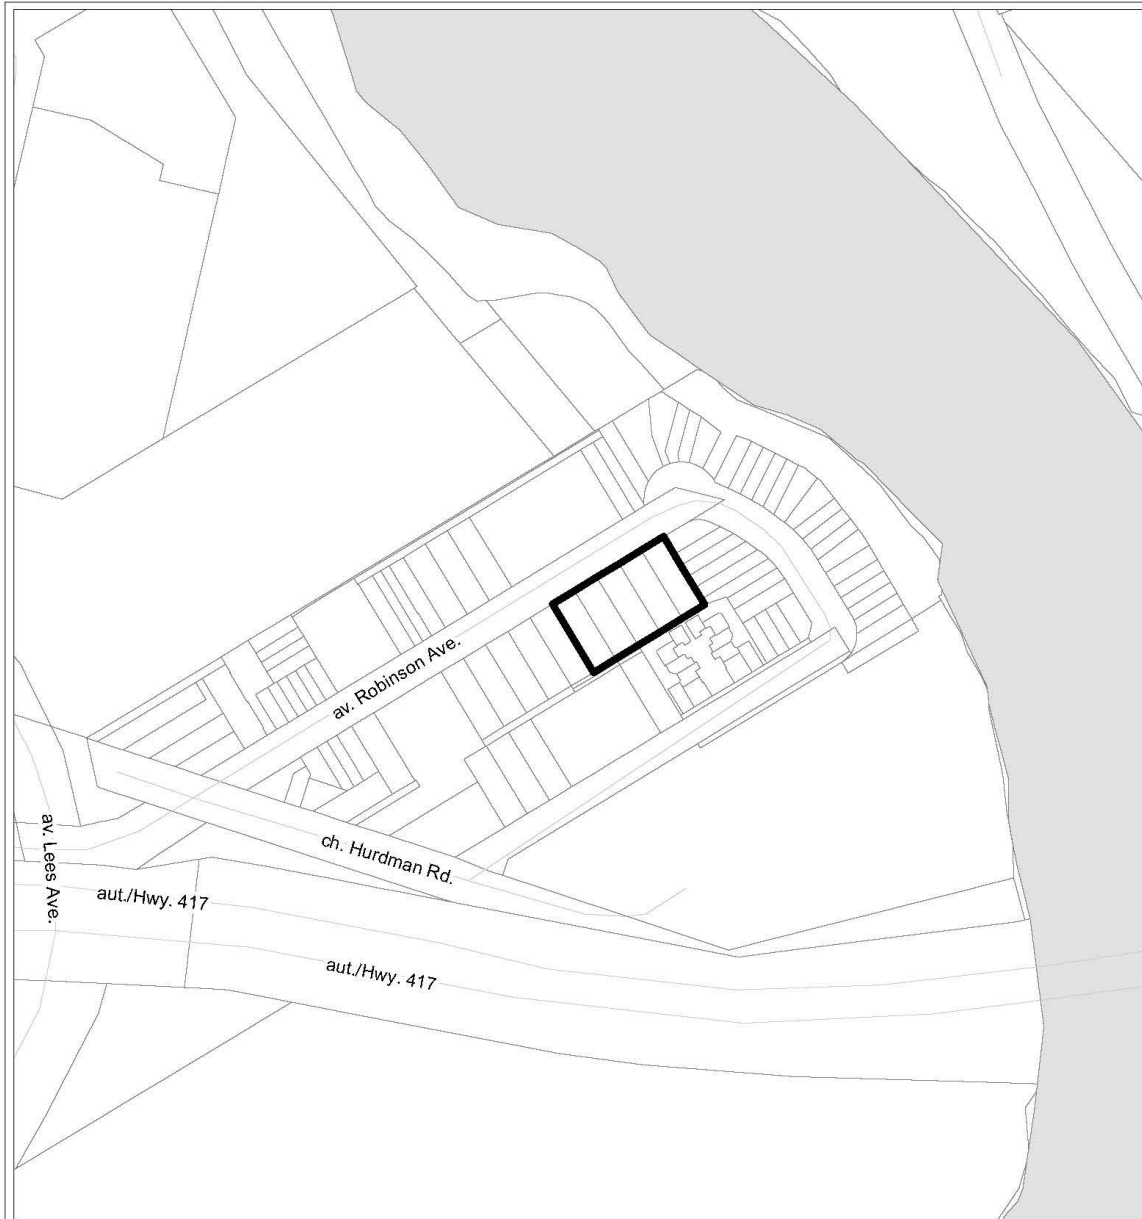 av. Robinson Ave.
ch. Hurdman Rd.
av. Lees Ave.
aut./Hwy. 417
aut./Hwy. 417